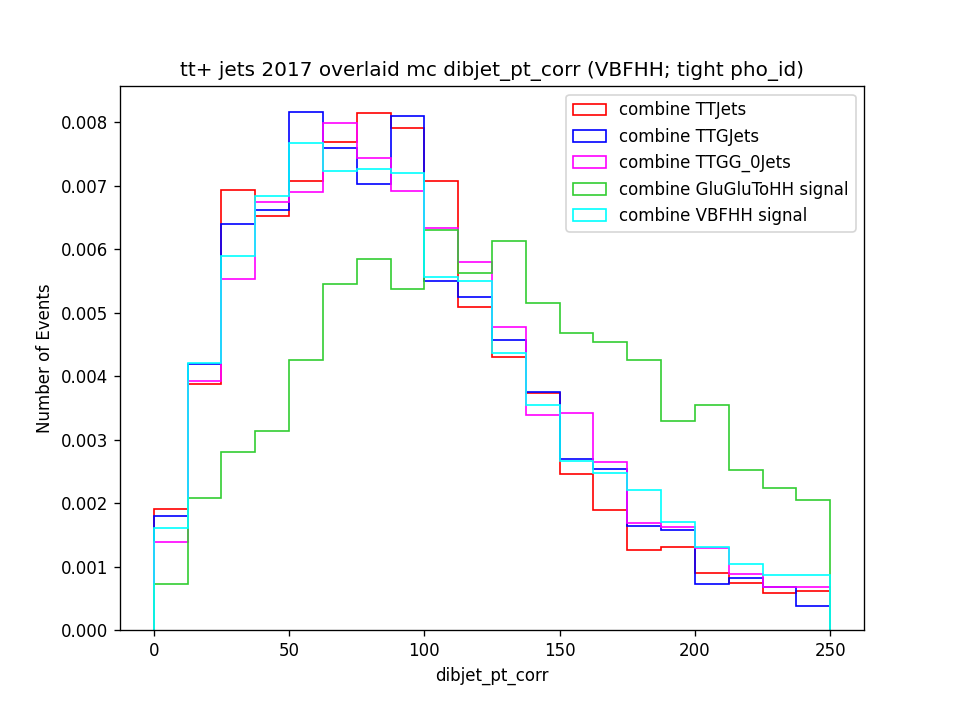 tt+ jets 2017 overlaid mc dibjet_pt_corr (VBFHH; tight pho_id)
combine TTJets
combine TTGJets
combine TTGG_0Jets
combine GluGluToHH signal
combine VBFHH signal
Number of Events
0.008
0.007
0.006
0.005
0.004
0.003
0.002
0.001
0.000
0 50 100 150 200 250
dibjet_pt_corr